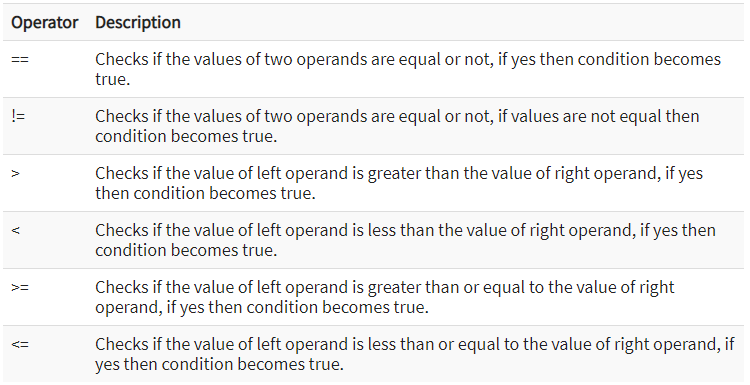 Operator Description
== Checks if the values of two operands are equal or not, if yes then condition becomes
true.
!= Checks if the values of two operands are equal or not, if values are not equal then
condition becomes true.
> Checks if the value of left operand is greater than the value of right operand, if yes
then condition becomes true.
< Checks if the value of left operand is less than the value of right operand, if yes then
condition becomes true.
>= Checks if the value of left operand is greater than or equal to the value of right
operand, if yes then condition becomes true.
<= Checks if the value of left operand is less than or equal to the value of right operand, if
yes then condition becomes true.